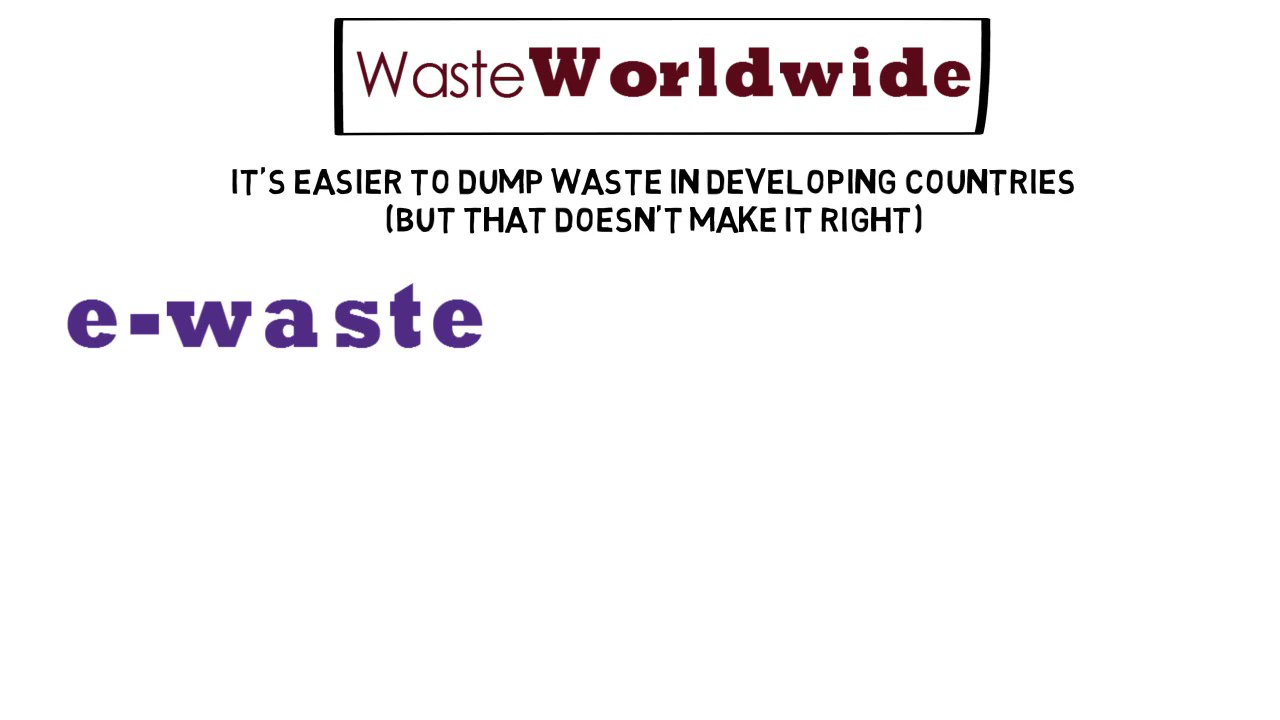 WasteWorldwide
IT'S EASIER TO DUMP WASTE IN DEVELOPING COUNTRIES
(BUT THAT DOESN'T MAKE IT RIGHT)
e-waste